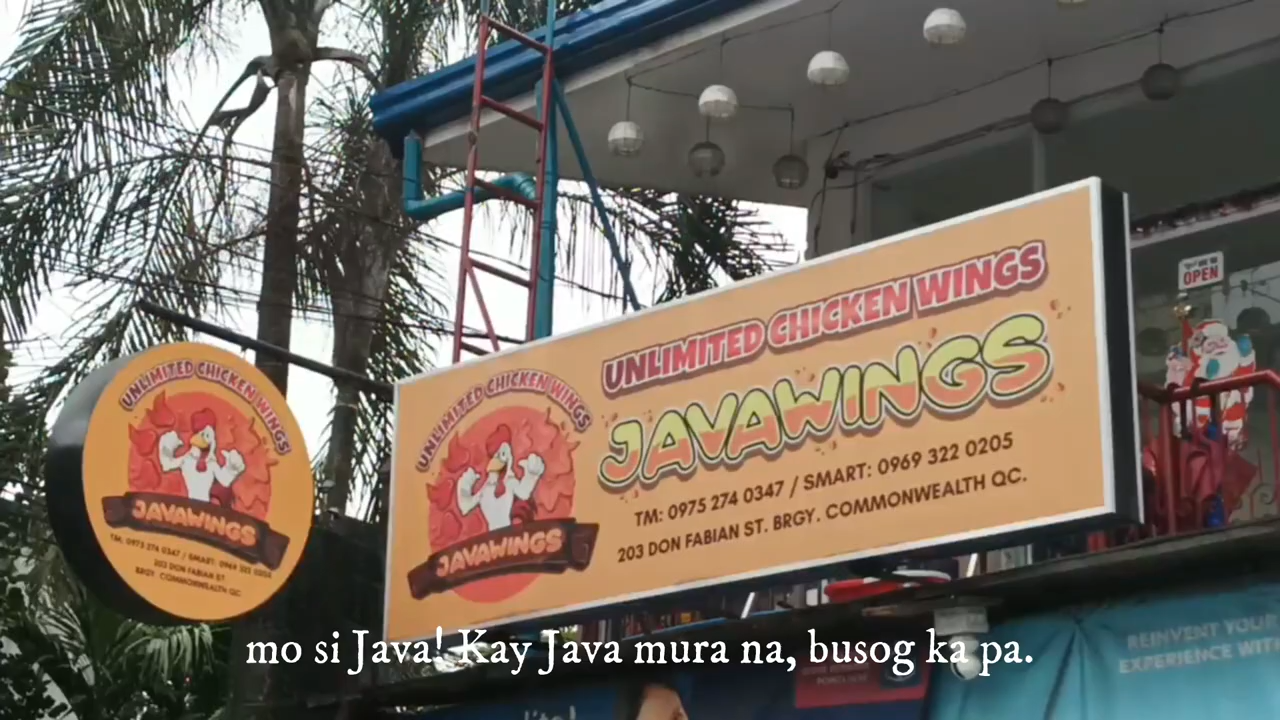 UNLIMITED CHICKEN WINGS
JAVAWINGS
TM: 0975 274 0347 / SMART: 0969 322 0205
203 DON FABIAN ST.
BRGY. COMMONWEALTH QC
UNLIMITED CHICKEN WINGS
JAVAWINGS
UNLIMITED CHICKEN WINGS
JAVAWINGS
TM: 0975 274 0347 / SMART: 0969 322 0205
203 DON FABIAN ST. BRGY. COMMONWEALTH QC.
OPEN
REINVENT YOUR
EXPERIENCE WITH
mo si Java! Kay Java mura na, busog ka pa.